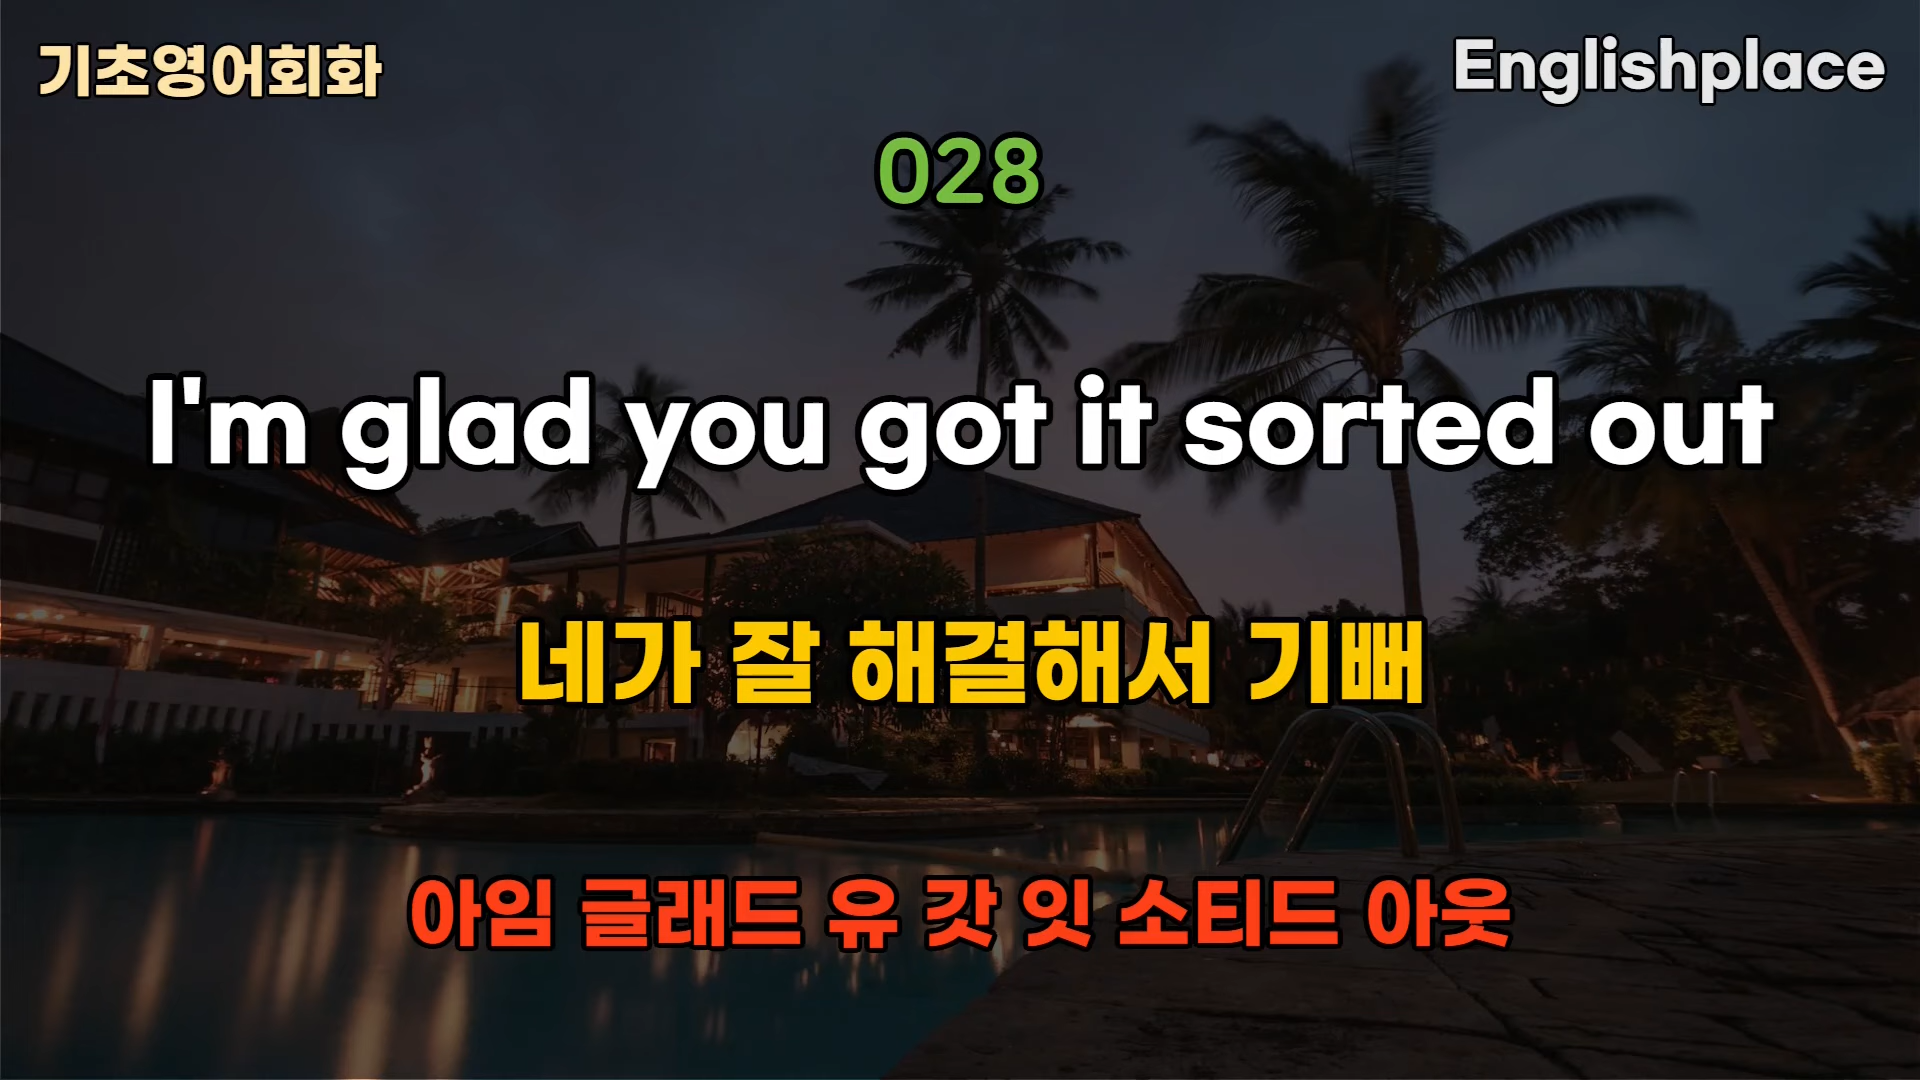 기초영어회화
Englishplace
028
I'm glad you got it sorted out
네가 잘 해결해서 기뻐
아임 글래드 유 갓 잇 소티드 아웃